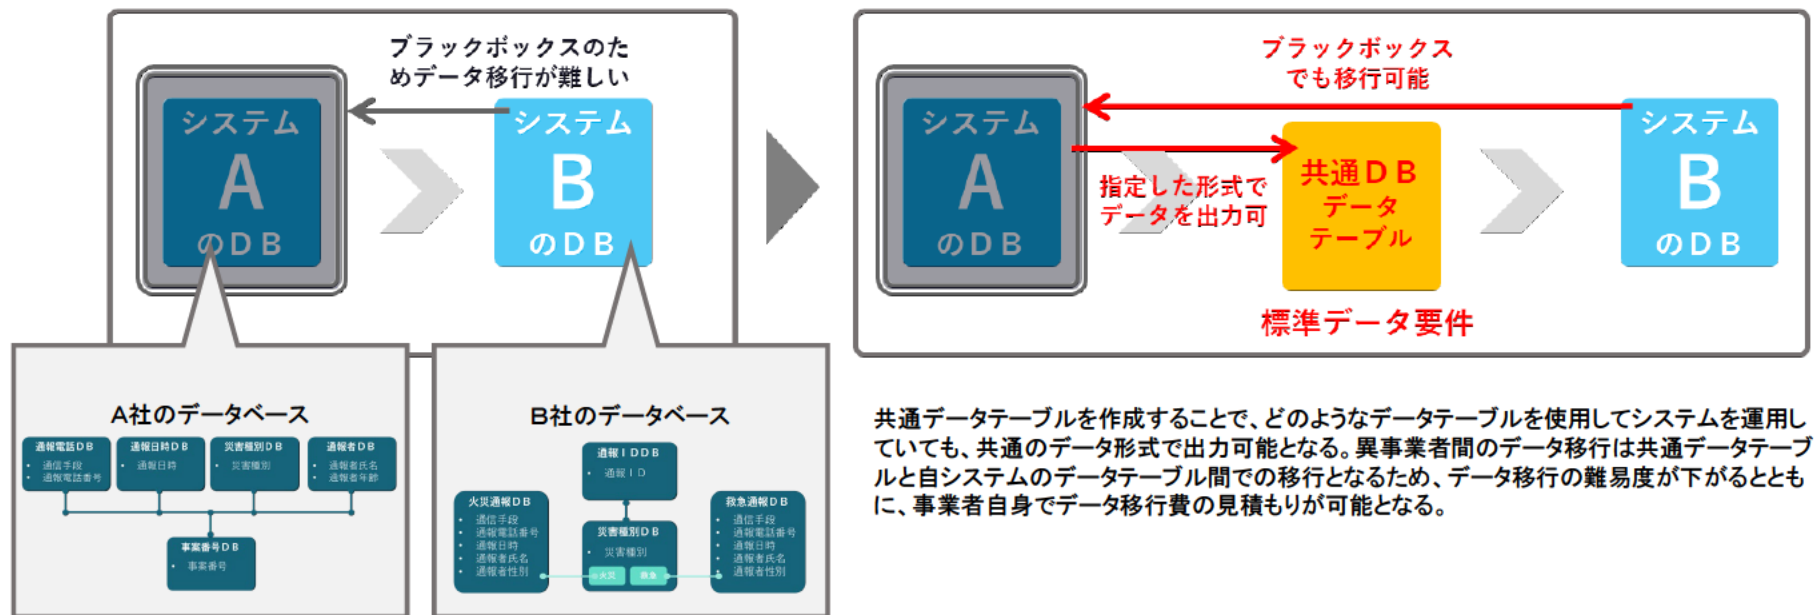 ブラックボックスのた
めデータ移行が難しい
システム
A
のDB
システム
B
のDB
A社のデータベース
通報電話DB
・ 通信手段
・ 通報電話番号
通報日時DB
・ 通報日時
災害種別DB
・ 災害種別
通報者DB
・ 通報者氏名
・ 通報者年齢
事案番号DB
・ 事案番号
B社のデータベース
通報IDDB
・ 通報ID
火災通報DB
・ 通信手段
・ 通報電話番号
・ 通報日時
・ 通報者氏名
・ 通報者性別
災害種別DB
・ 災害種別
火災
救急
救急通報DB
・ 通信手段
・ 通報電話番号
・ 通報日時
・ 通報者氏名
・ 通報者性別
ブラックボックス
でも移行可能
システム
A
のDB
指定した形式で
データを出力可
共通DB
データ
テーブル
システム
B
のDB
標準データ要件
共通データテーブルを作成することで、どのようなデータテーブルを使用してシステムを運用し
ていても、共通のデータ形式で出力可能となる。異事業者間のデータ移行は共通データテーブ
ルと自システムのデータテーブル間での移行となるため、データ移行の難易度が下がるととも
に、事業者自身でデータ移行費の見積もりが可能となる。